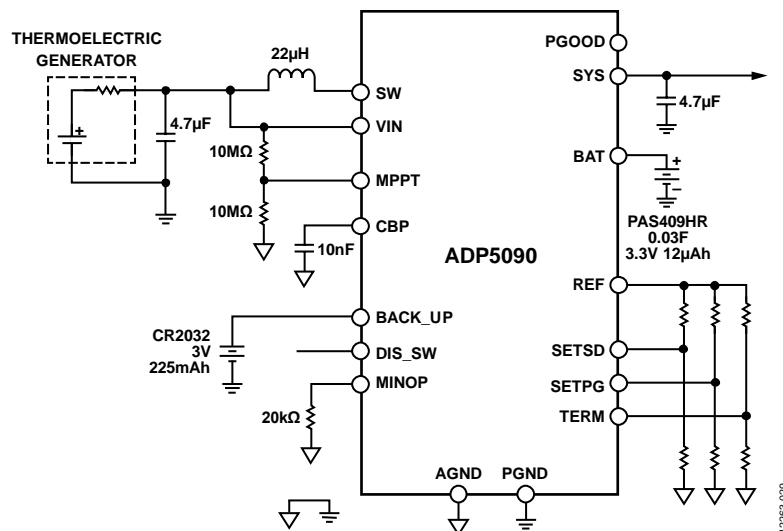 THERMOELECTRIC
GENERATOR
+
4.7µF
22µH
10MΩ
10MΩ
10nF
CR2032
3V
225mAh
20kΩ
SW
VIN
MPPT
CBP
BACK_UP
DIS_SW
MINOP
ADP5090
AGND
PGND
PGOOD
SYS
BAT
REF
SETSD
SETPG
TERM
4.7µF
+
–
PAS409HR
0.03F
3.3V 12µAh